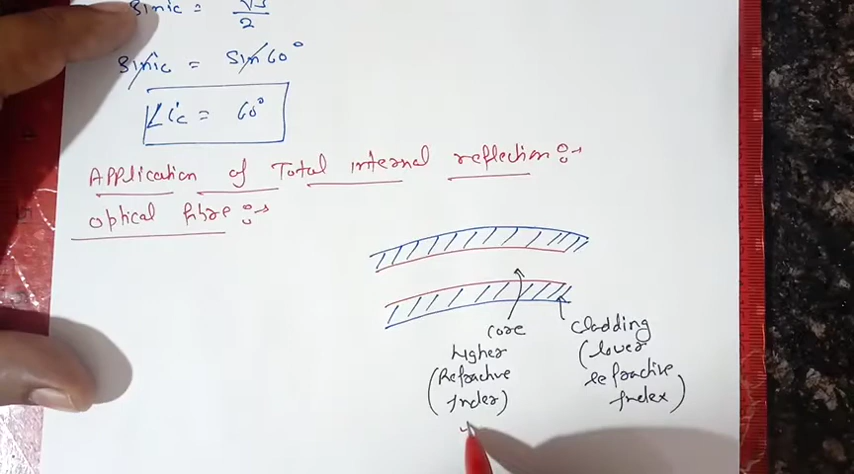 Sinic = √3/2
Sinic = Sin60°
∠ic = 60°
Application of Total internal reflection :→
optical fibre :→
core
higher
(Refractive
Index)
cladding
(lower
refractive
Index)